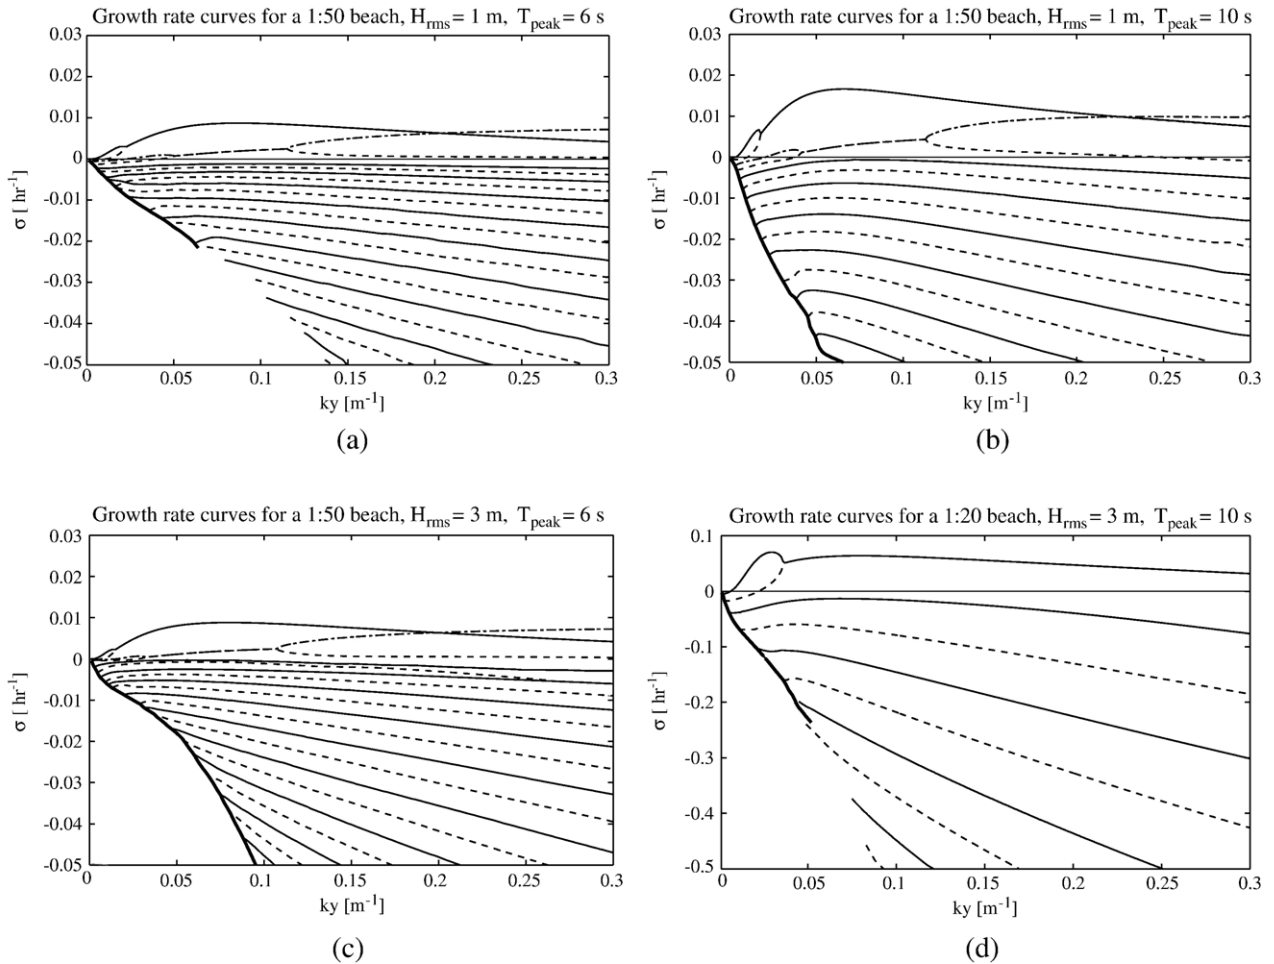 Growth rate curves for a 1:50 beach, Hrms = 1 m, Tpeak = 6 s
0.03
0.02
0.01
0
-0.01
-0.02
-0.03
-0.04
-0.05
σ [ hr-1]
0 0.05 0.1 0.15 0.2 0.25 0.3
ky [m-1]
(a)
Growth rate curves for a 1:50 beach, Hrms = 1 m, Tpeak = 10 s
0.03
0.02
0.01
0
-0.01
-0.02
-0.03
-0.04
-0.05
σ [ hr-1]
0 0.05 0.1 0.15 0.2 0.25 0.3
ky [m-1]
(b)
Growth rate curves for a 1:50 beach, Hrms = 3 m, Tpeak = 6 s
0.03
0.02
0.01
0
-0.01
-0.02
-0.03
-0.04
-0.05
σ [ hr-1]
0 0.05 0.1 0.15 0.2 0.25 0.3
ky [m-1]
(c)
Growth rate curves for a 1:20 beach, Hrms = 3 m, Tpeak = 10 s
0.1
0
-0.1
-0.2
-0.3
-0.4
-0.5
σ [ hr-1]
0 0.05 0.1 0.15 0.2 0.25 0.3
ky [m-1]
(d)